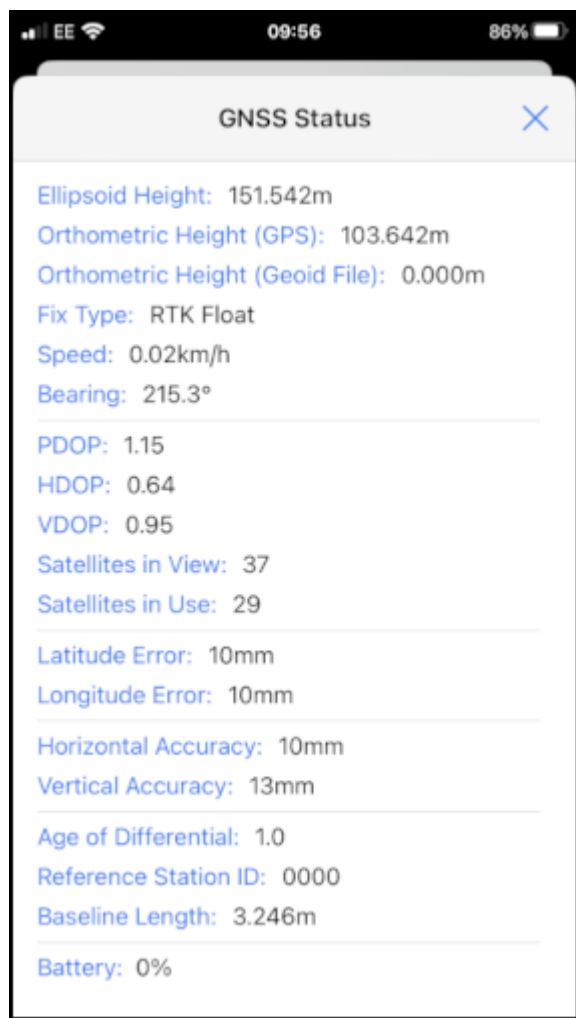 EE 09:56 86%
GNSS Status
Ellipsoid Height: 151.542m
Orthometric Height (GPS): 103.642m
Orthometric Height (Geoid File): 0.000m
Fix Type: RTK Float
Speed: 0.02km/h
Bearing: 215.3°
PDOP: 1.15
HDOP: 0.64
VDOP: 0.95
Satellites in View: 37
Satellites in Use: 29
Latitude Error: 10mm
Longitude Error: 10mm
Horizontal Accuracy: 10mm
Vertical Accuracy: 13mm
Age of Differential: 1.0
Reference Station ID: 0000
Baseline Length: 3.246m
Battery: 0%